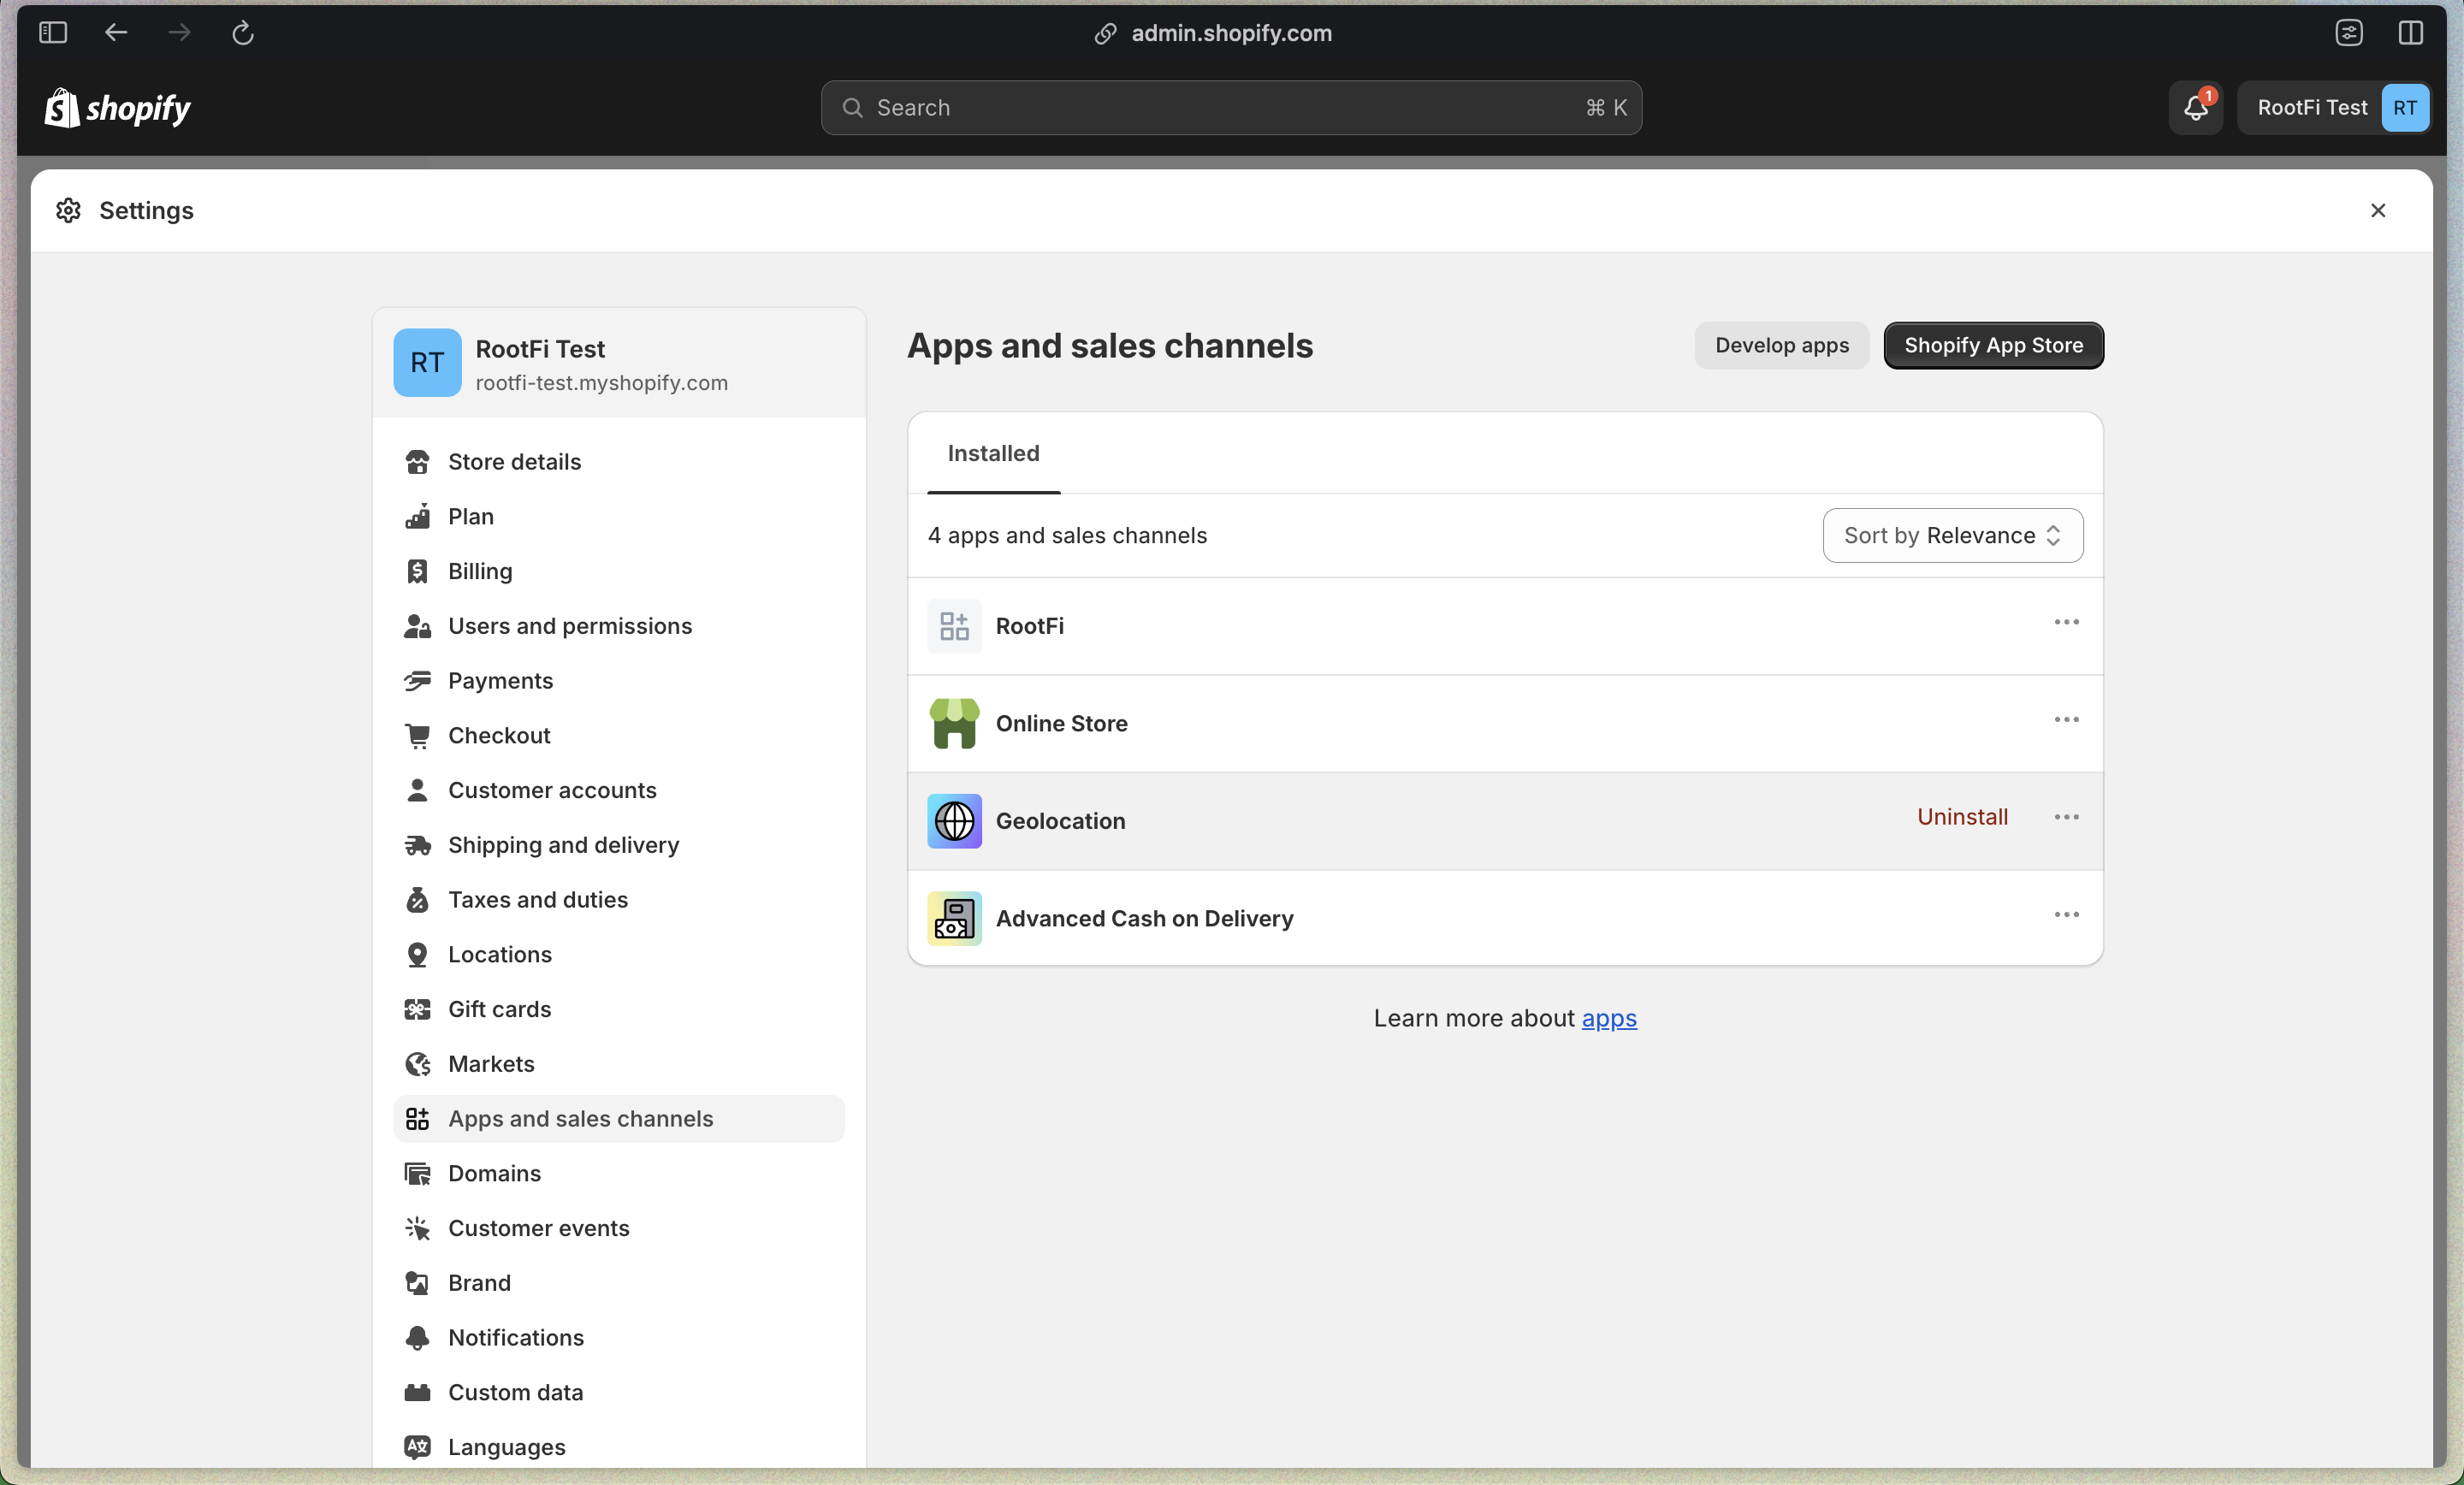 admin.shopify.com
shopify
Search
⌘ K
1
RootFi Test
RT
Settings
RT
RootFi Test
rootfi-test.myshopify.com
Store details
Plan
Billing
Users and permissions
Payments
Checkout
Customer accounts
Shipping and delivery
Taxes and duties
Locations
Gift cards
Markets
Apps and sales channels
Domains
Customer events
Brand
Notifications
Custom data
Languages
Apps and sales channels
Develop apps
Shopify App Store
Installed
4 apps and sales channels
Sort by Relevance
RootFi
Online Store
Geolocation
Uninstall
Advanced Cash on Delivery
Learn more about apps